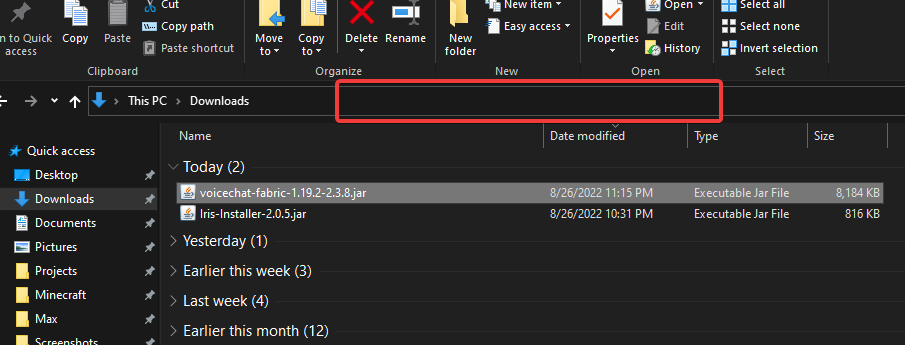 Cut
Copy path
Paste shortcut
n to Quick access
Copy
Paste
Clipboard
Move to
Copy to
Delete
Rename
Organize
New folder
New item
Easy access
New
Properties
Open
Edit
History
Open
Select all
Select none
Invert selection
Select
This PC > Downloads
Quick access
Desktop
Downloads
Documents
Pictures
Projects
Minecraft
Max
Screenshots
Name Date modified Type Size
Today (2)
voicechat-fabric-1.19.2-2.3.8.jar 8/26/2022 11:15 PM Executable Jar File 8,184 KB
Iris-Installer-2.0.5.jar 8/26/2022 10:31 PM Executable Jar File 816 KB
Yesterday (1)
Earlier this week (3)
Last week (4)
Earlier this month (12)